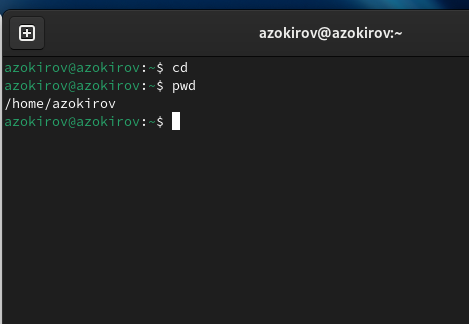 azokirov@azokirov:~
azokirov@azokirov:~$ cd
azokirov@azokirov:~$ pwd
/home/azokirov
azokirov@azokirov:~$